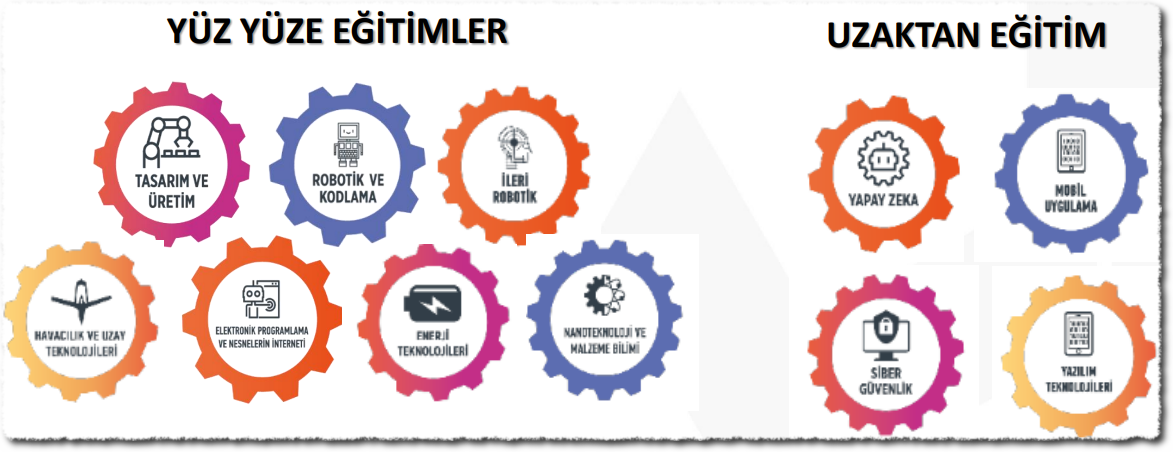 YÜZ YÜZE EĞİTİMLER
TASARIM VE
ÜRETİM
ROBOTİK VE
KODLAMA
İLERİ
ROBOTİK
HAVACILIK VE UZAY
TEKNOLOJİLERİ
ELEKTRONİK PROGRAMLAMA
VE NESNELERİN İNTERNETİ
ENERJİ
TEKNOLOJİLERİ
NANOTEKNOLOJİ VE
MALZEME BİLİMİ
UZAKTAN EĞİTİM
YAPAY ZEKA
MOBİL
UYGULAMA
SİBER
GÜVENLİK
YAZILIM
TEKNOLOJİLERİ